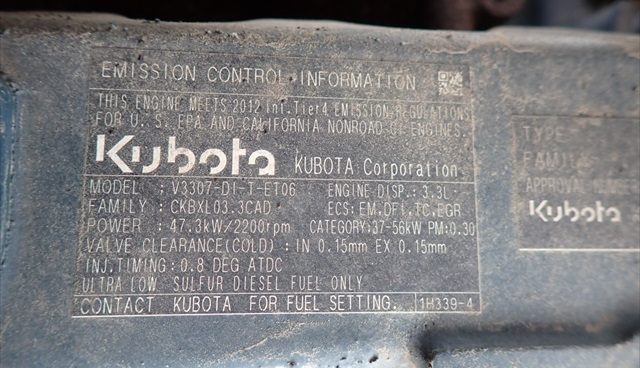 EMISSION CONTROL INFORMATION
THIS ENGINE MEETS 2012 Int.Tier4 EMISSION REGULATIONS
FOR U.S. EPA AND CALIFORNIA NONROAD CI ENGINES.
Kubota KUBOTA Corporation
MODEL : V3307-DI-T-ET06 ENGINE DISP.: 3.3L
FAMILY : CKBXL03.3CAD ECS: EM,DFI,TC,EGR
POWER : 47.3kW/2200rpm CATEGORY:37-56kW PM:0.30
VALVE CLEARANCE(COLD) : IN 0.15mm EX 0.15mm
INJ.TIMING: 0.8 DEG ATDC
ULTRA LOW SULFUR DIESEL FUEL ONLY
CONTACT KUBOTA FOR FUEL SETTING. 1H339-4
TYPE
FAMILY
APPROVAL NUMBER
Kubota